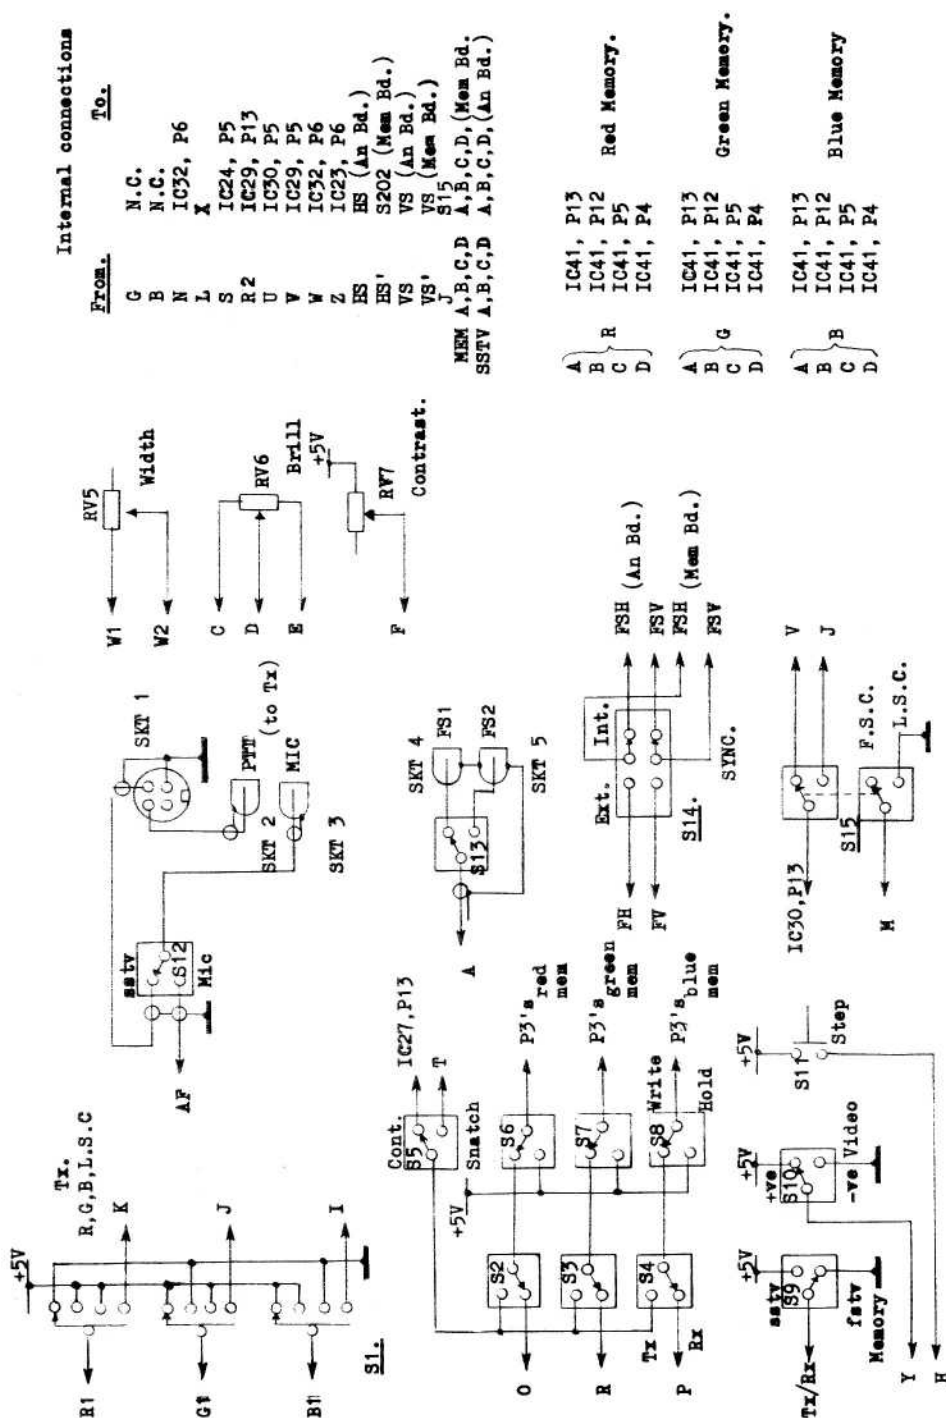 Internal connections
From. To.
G N.C.
B N.C.
N IC32, P6
L X
S IC24, P5
R2 IC29, P13
U IC30, P5
V IC29, P5
W IC32, P6
Z IC23, P6
HS HS (An Bd.)
HS' S202 (Mem Bd.)
VS VS (An Bd.)
VS' VS (Mem Bd.)
J S15
MEM A,B,C,D A,B,C,D,(Mem Bd.
SSTV A,B,C,D A,B,C,D,(An Bd.)
A IC41, P13
B IC41, P12
C IC41, P5
D IC41, P4
R Red Memory.
A IC41, P13
B IC41, P12
C IC41, P5
D IC41, P4
G Green Memory.
A IC41, P13
B IC41, P12
C IC41, P5
D IC41, P4
B Blue Memory
RV5
Width
W1
W2
RV6
Brill
C
D
E
+5V
RV7
Contrast.
F
SKT 1
PTT (to Tx)
SKT 2
MIC
SKT 3
sstv
S12
Mic
AF
SKT 4
FS1
FS2
SKT 5
S13
A
Ext. Int.
FSH (An Bd.)
FSV
FSH (Mem Bd.)
FSV
FH
FV
S14.
SYNC.
V
J
IC30,P13
S15
F.S.C.
L.S.C.
M
+5V
Tx.
R,G,B,L.S.C
K
J
I
R1
G1
B1
S1.
Cont.
S5
Snatch
IC27,P13
T
+5V
S2
S6
P3's red mem
O
S3
S7
P3's green mem
R
S4
S8
Write
Hold
P3's blue mem
Tx
Rx
P
+5V
sstv
S9
fstv
Memory
Tx/Rx
+5V
+ve
S10
-ve Video
Y
+5V
S11
Step
H